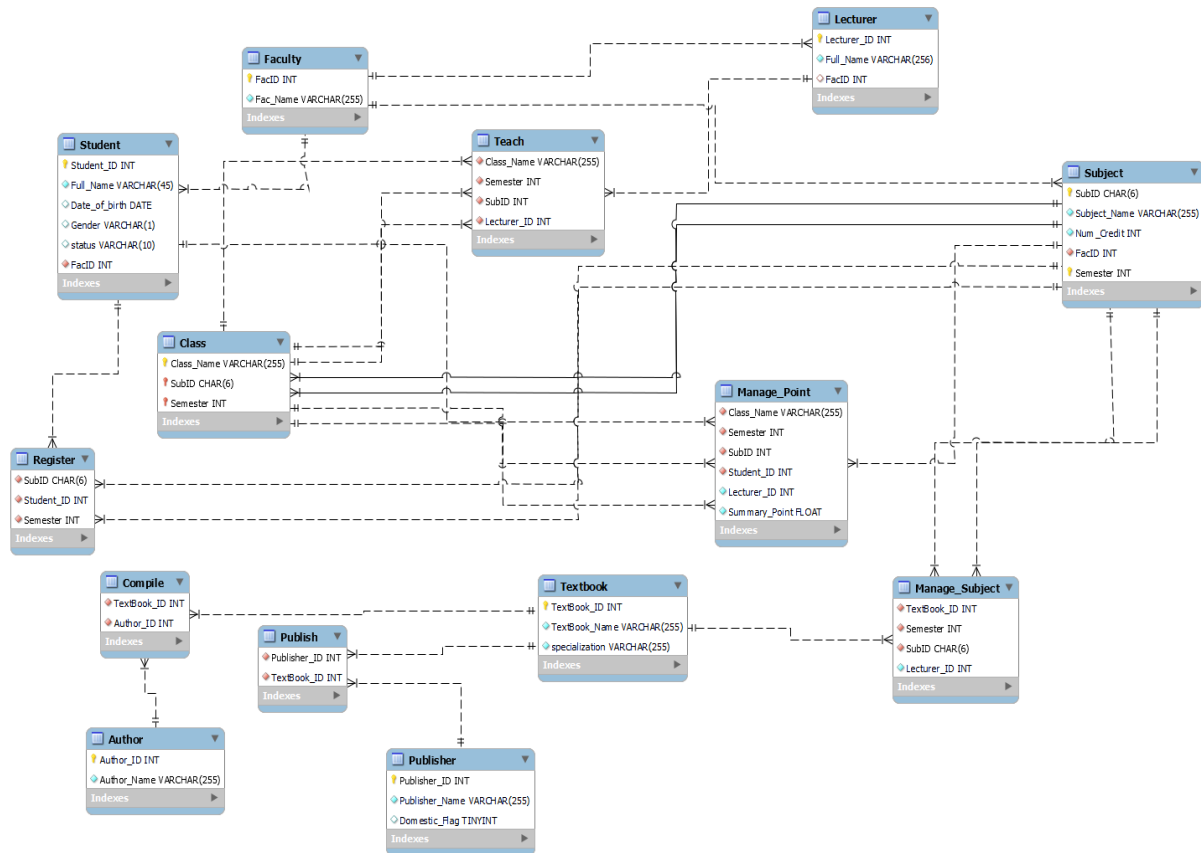 Lecturer
Lecturer_ID INT
Full_Name VARCHAR(256)
FacID INT
Indexes
Faculty
FacID INT
Fac_Name VARCHAR(255)
Indexes
Student
Student_ID INT
Full_Name VARCHAR(45)
Date_of_birth DATE
Gender VARCHAR(1)
status VARCHAR(10)
FacID INT
Indexes
Teach
Class_Name VARCHAR(255)
Semester INT
SubID INT
Lecturer_ID INT
Indexes
Subject
SubID CHAR(6)
Subject_Name VARCHAR(255)
Num_Credit INT
FacID INT
Semester INT
Indexes
Class
Class_Name VARCHAR(255)
SubID CHAR(6)
Semester INT
Indexes
Manage_Point
Class_Name VARCHAR(255)
Semester INT
SubID INT
Student_ID INT
Lecturer_ID INT
Summary_Point FLOAT
Indexes
Register
SubID CHAR(6)
Student_ID INT
Semester INT
Indexes
Compile
TextBook_ID INT
Author_ID INT
Indexes
Textbook
TextBook_ID INT
TextBook_Name VARCHAR(255)
specialization VARCHAR(255)
Indexes
Manage_Subject
TextBook_ID INT
Semester INT
SubID CHAR(6)
Lecturer_ID INT
Indexes
Publish
Publisher_ID INT
TextBook_ID INT
Indexes
Author
Author_ID INT
Author_Name VARCHAR(255)
Indexes
Publisher
Publisher_ID INT
Publisher_Name VARCHAR(255)
Domestic_Flag TINYINT
Indexes